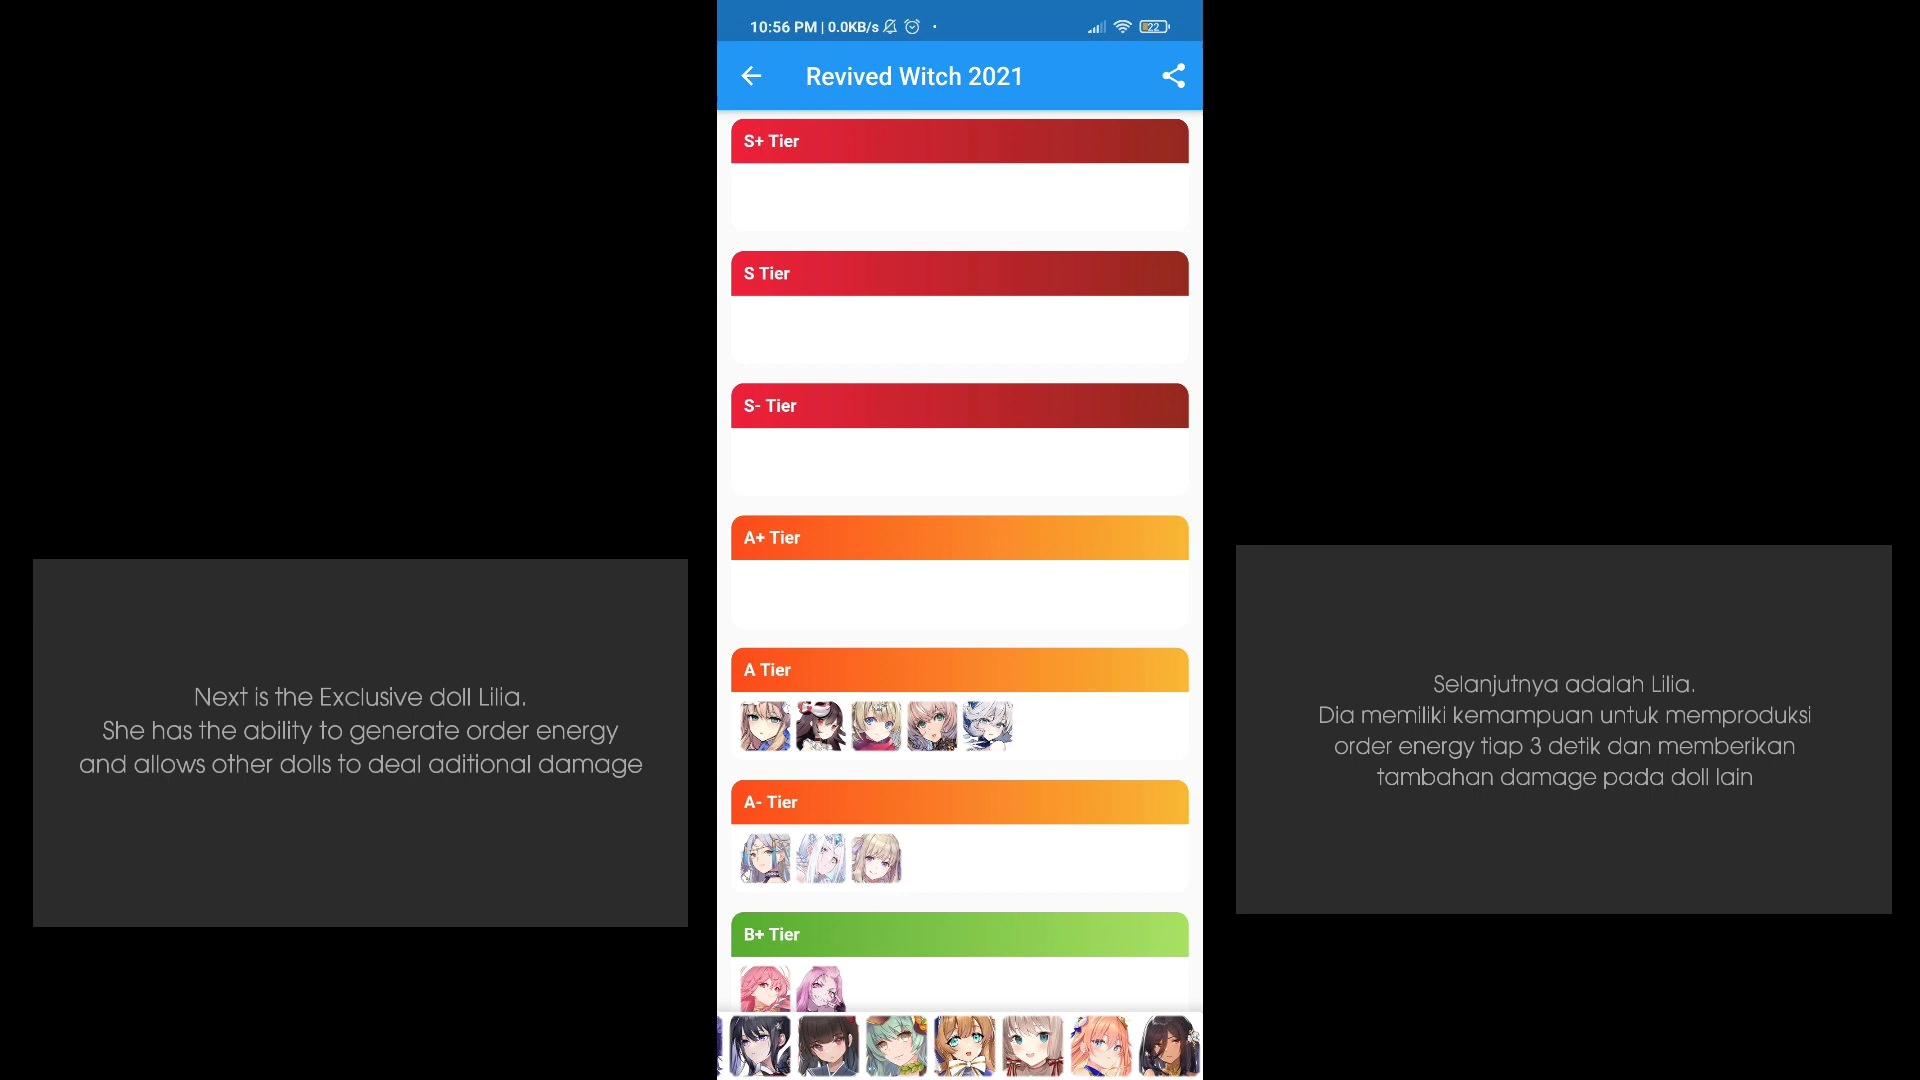 10:56 PM | 0.0KB/s
22
Revived Witch 2021
S+ Tier
S Tier
S- Tier
A+ Tier
A Tier
A- Tier
B+ Tier
Next is the Exclusive doll Lilia.
She has the ability to generate order energy
and allows other dolls to deal aditional damage
Selanjutnya adalah Lilia.
Dia memiliki kemampuan untuk memproduksi
order energy tiap 3 detik dan memberikan
tambahan damage pada doll lain